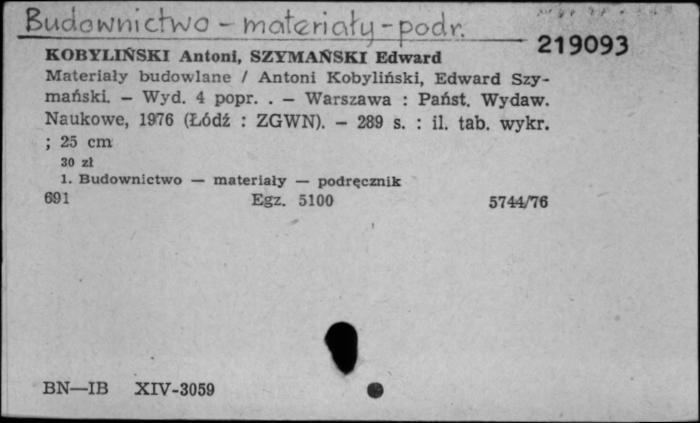 Budownictwo - materiały - podr.
219093
KOBYLIŃSKI Antoni, SZYMAŃSKI Edward
Materiały budowlane / Antoni Kobyliński, Edward Szy-
mański. — Wyd. 4 popr. . — Warszawa : Państ. Wydaw.
Naukowe, 1976 (Łódź : ZGWN). — 289 s. : il. tab. wykr.
; 25 cm
30 zł
1. Budownictwo — materiały — podręcznik
691 Egz. 5100 5744/76
BN—IB XIV-3059